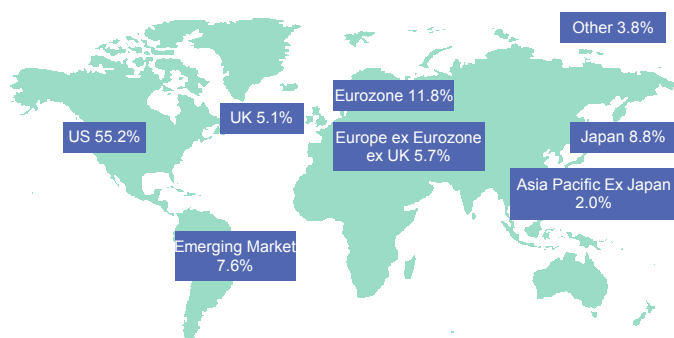 Other 3.8%
Eurozone 11.8%
UK 5.1%
US 55.2%
Europe ex Eurozone
ex UK 5.7%
Japan 8.8%
Asia Pacific Ex Japan
2.0%
Emerging Market
7.6%